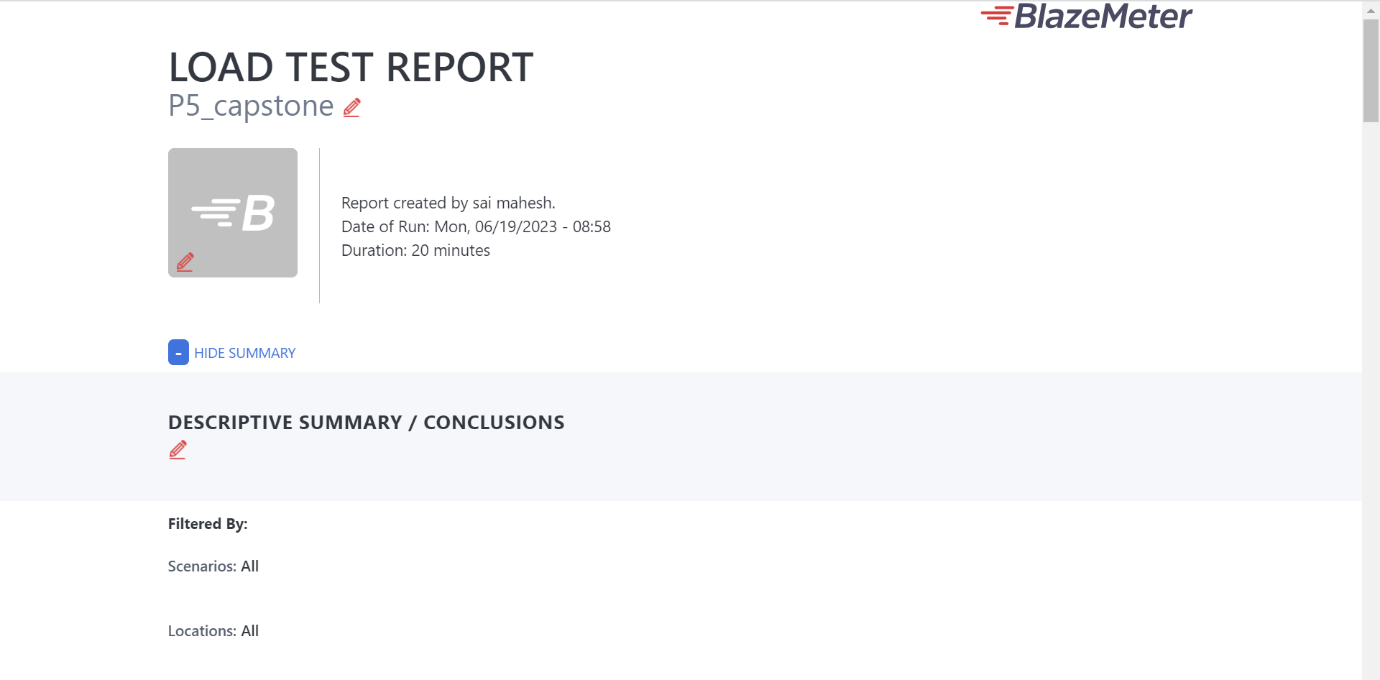 BlazeMeter
LOAD TEST REPORT
P5_capstone
B
Report created by sai mahesh.
Date of Run: Mon, 06/19/2023 - 08:58
Duration: 20 minutes
- HIDE SUMMARY
DESCRIPTIVE SUMMARY / CONCLUSIONS
Filtered By:
Scenarios: All
Locations: All